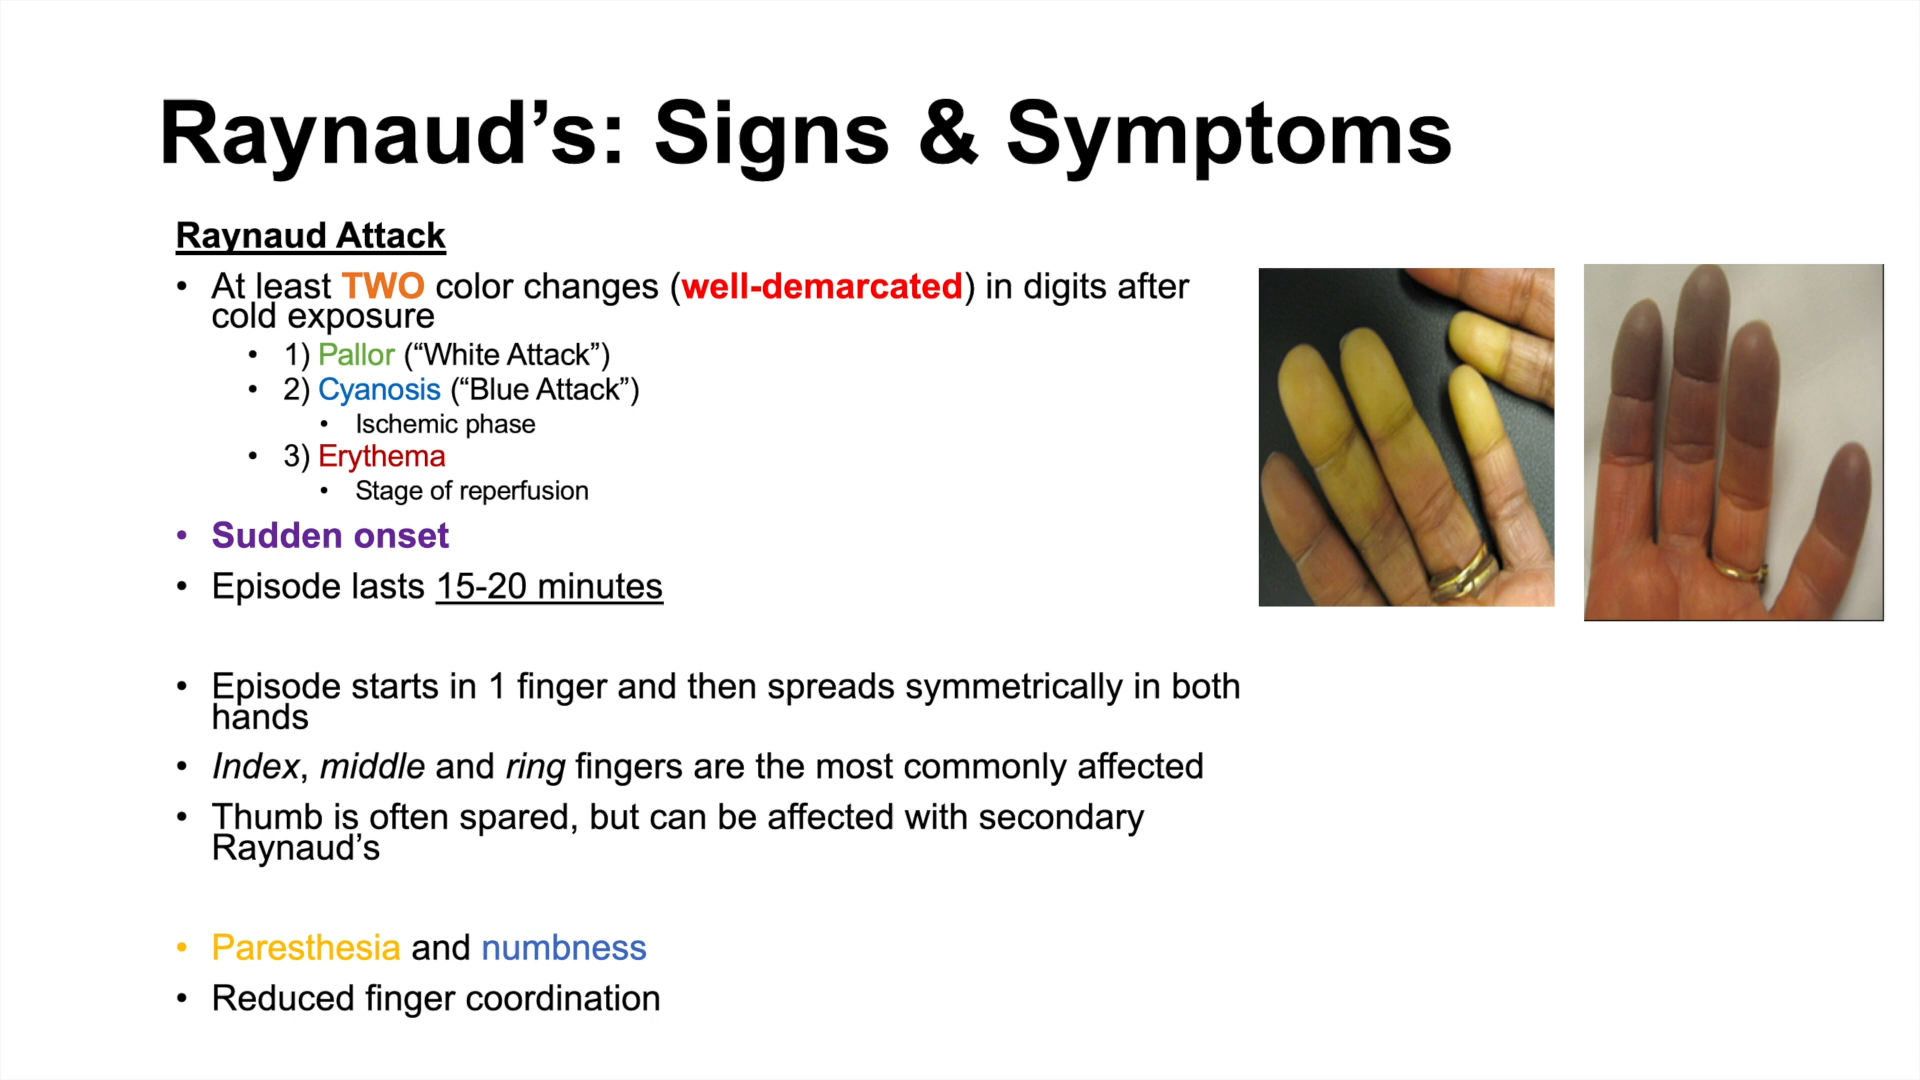 Raynaud’s: Signs & Symptoms
Raynaud Attack
• At least TWO color changes (well-demarcated) in digits after
cold exposure
• 1) Pallor (“White Attack”)
• 2) Cyanosis (“Blue Attack”)
• Ischemic phase
• 3) Erythema
• Stage of reperfusion
• Sudden onset
• Episode lasts 15-20 minutes
• Episode starts in 1 finger and then spreads symmetrically in both
hands
• Index, middle and ring fingers are the most commonly affected
• Thumb is often spared, but can be affected with secondary
Raynaud’s
• Paresthesia and numbness
• Reduced finger coordination